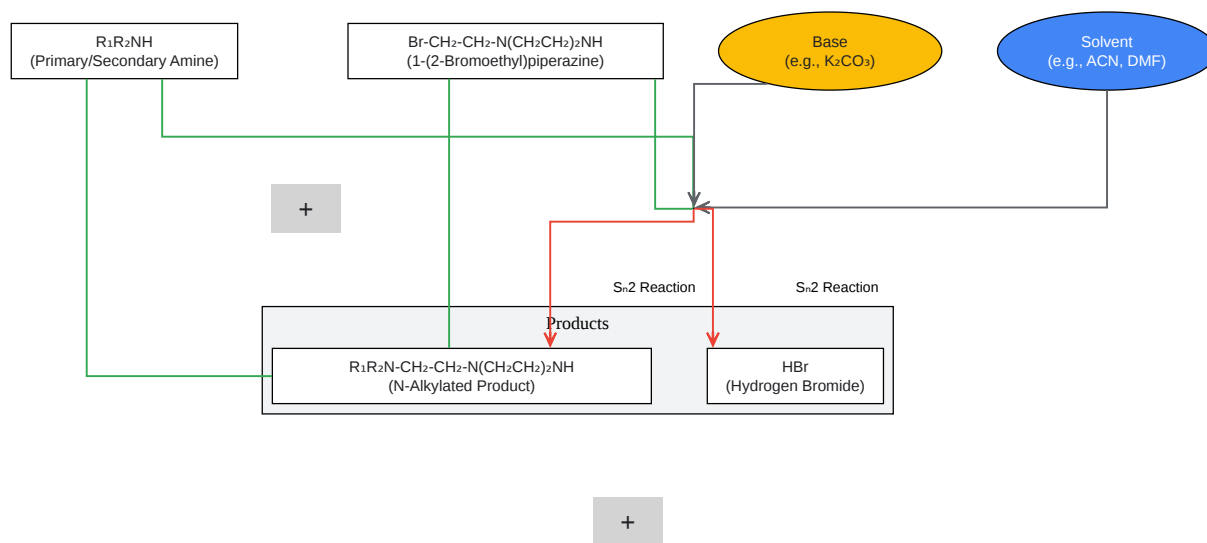 R₁R₂NH
(Primary/Secondary Amine)
Br-CH₂-CH₂-N(CH₂CH₂)₂NH
(1-(2-Bromoethyl)piperazine)
Base
(e.g., K₂CO₃)
Solvent
(e.g., ACN, DMF)
+
Sₙ2 Reaction
Sₙ2 Reaction
Products
R₁R₂N-CH₂-CH₂-N(CH₂CH₂)₂NH
(N-Alkylated Product)
HBr
(Hydrogen Bromide)
+